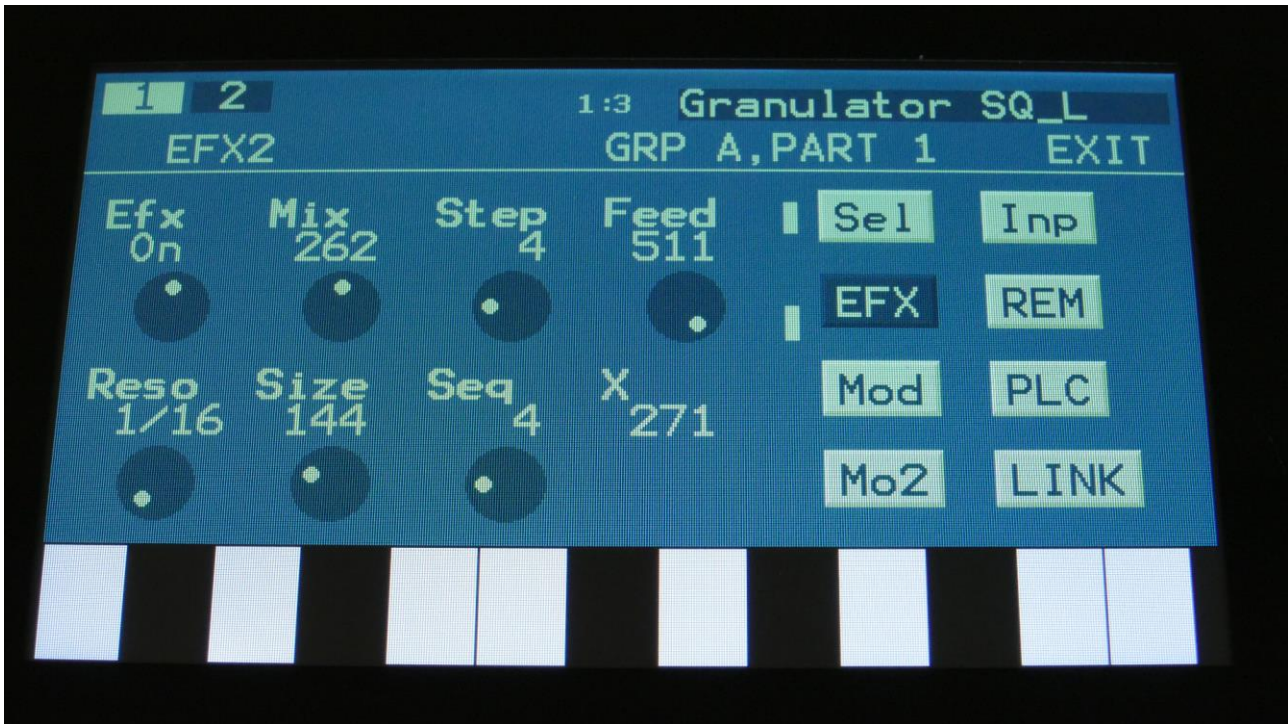 1 2 1:3 Granulator SQ_L
EFX2 GRP A,PART 1 EXIT
Efx Mix Step Feed Sel Inp
On 262 4 511
EFX REM
Reso Size Seq X Mod PLC
1/16 144 4 271
Mo2 LINK